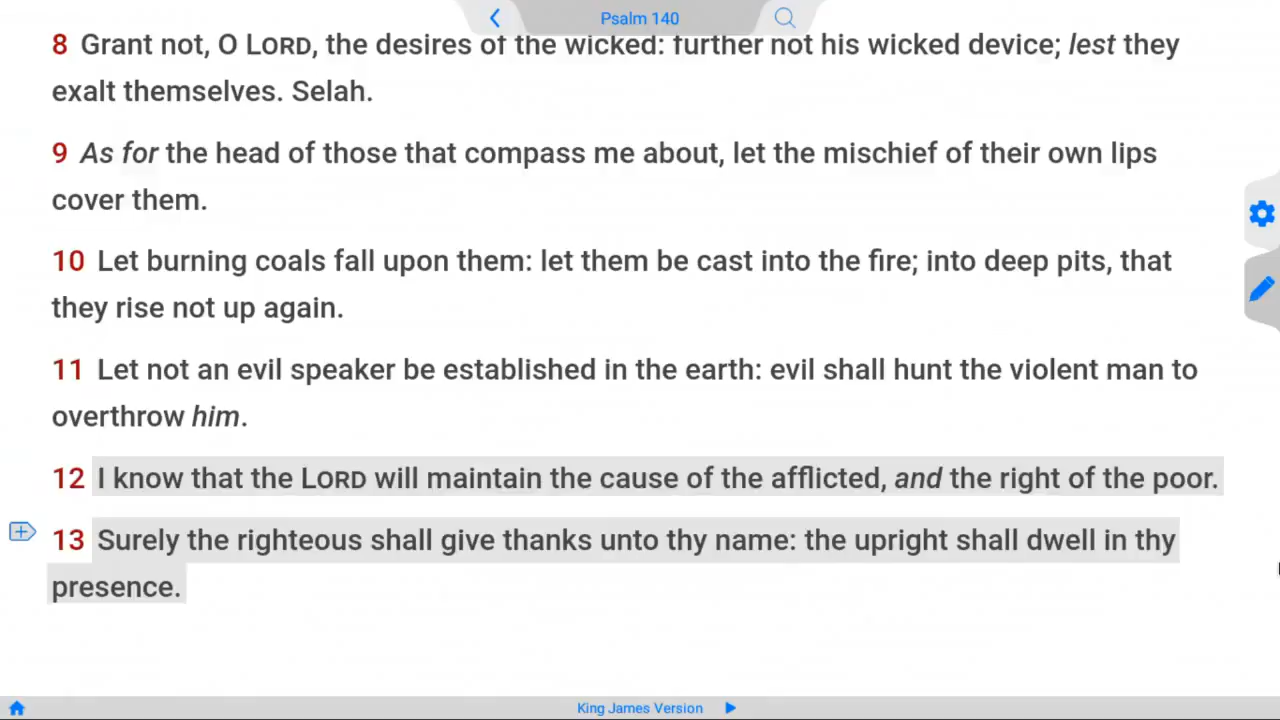 Psalm 140
8 Grant not, O LORD, the desires of the wicked: further not his wicked device; lest they
exalt themselves. Selah.
9 As for the head of those that compass me about, let the mischief of their own lips
cover them.
10 Let burning coals fall upon them: let them be cast into the fire; into deep pits, that
they rise not up again.
11 Let not an evil speaker be established in the earth: evil shall hunt the violent man to
overthrow him.
12 I know that the LORD will maintain the cause of the afflicted, and the right of the poor.
13 Surely the righteous shall give thanks unto thy name: the upright shall dwell in thy
presence.
King James Version